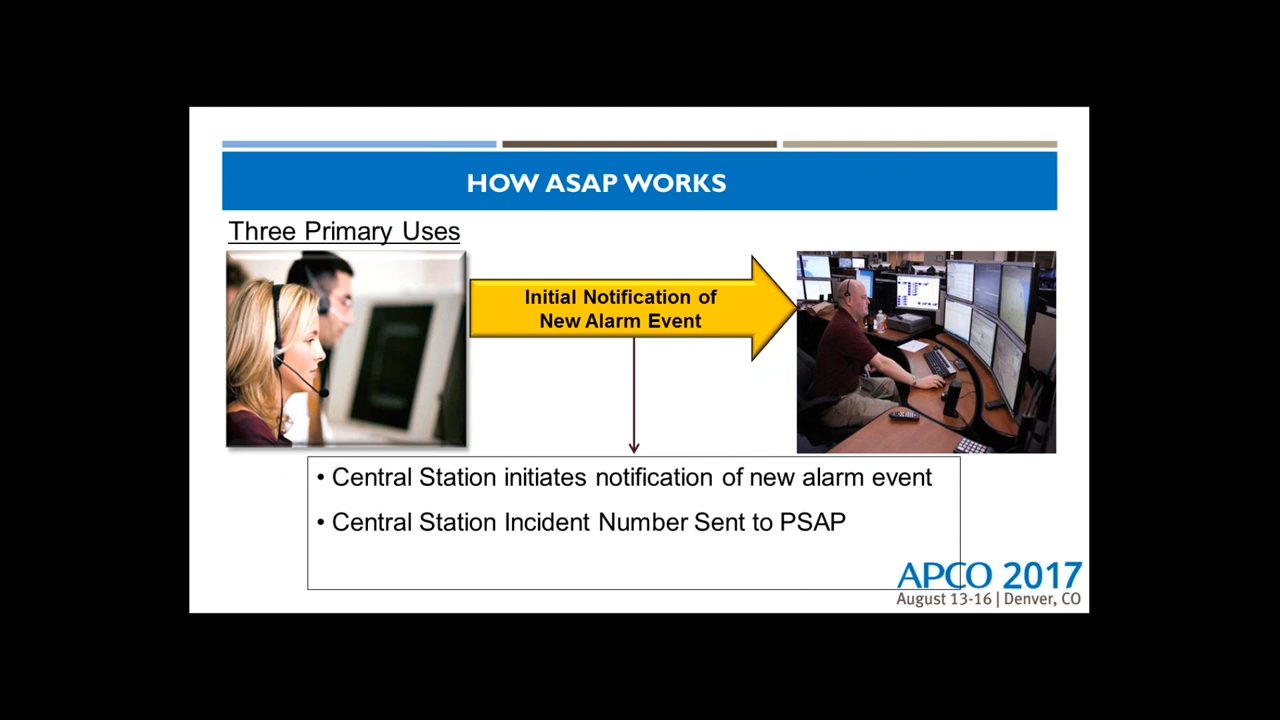 HOW ASAP WORKS
Three Primary Uses
Initial Notification of
New Alarm Event
• Central Station initiates notification of new alarm event
• Central Station Incident Number Sent to PSAP
APCO 2017
August 13-16 | Denver, CO